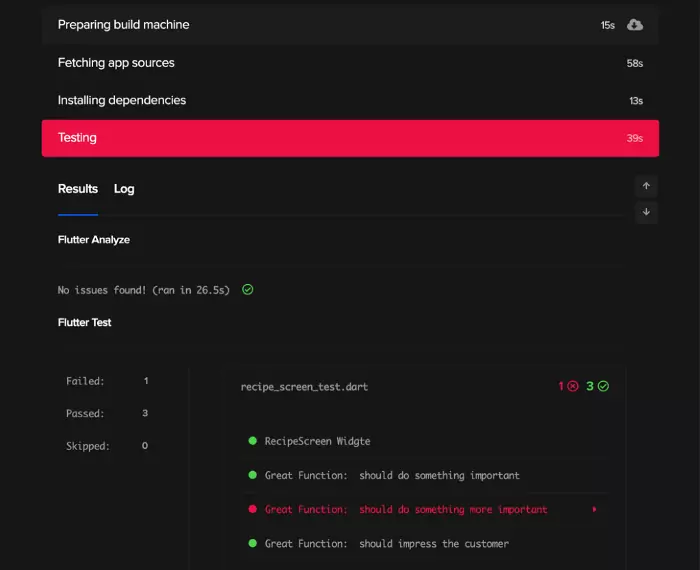 Preparing build machine 15s
Fetching app sources 58s
Installing dependencies 13s
Testing 39s
Results Log
Flutter Analyze
No issues found! (ran in 26.5s)
Flutter Test
Failed: 1
Passed: 3
Skipped: 0
recipe_screen_test.dart 1 3
RecipeScreen Widgte
Great Function: should do something important
Great Function: should do something more important
Great Function: should impress the customer